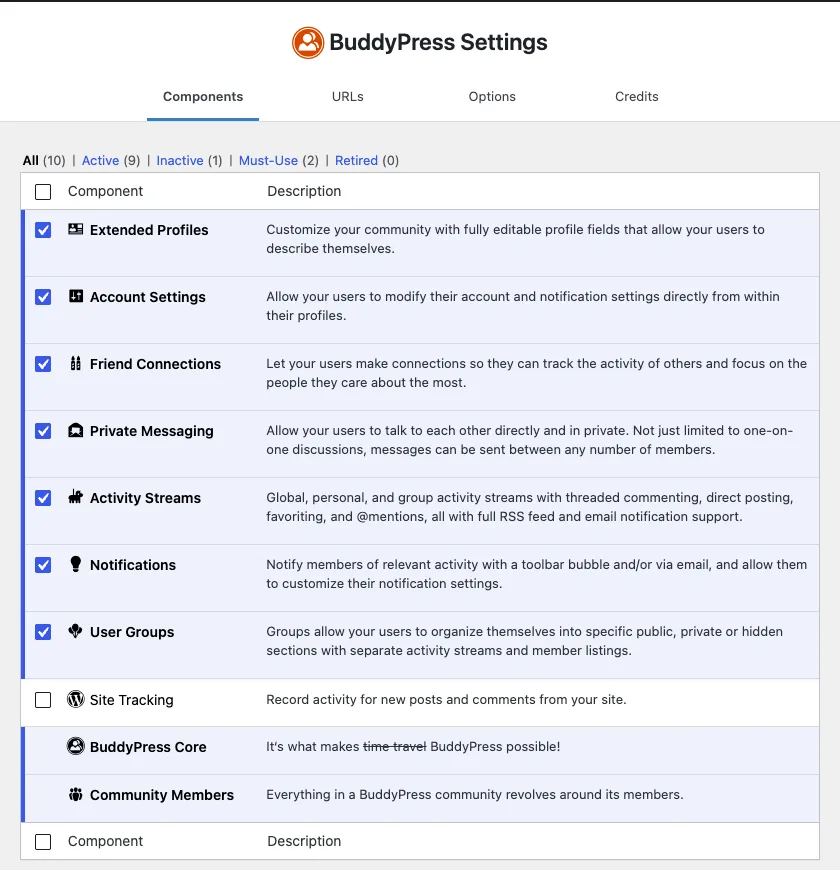 BuddyPress Settings
Components URLs Options Credits
All (10) | Active (9) | Inactive (1) | Must-Use (2) | Retired (0)
Component Description
Extended Profiles Customize your community with fully editable profile fields that allow your users to
describe themselves.
Account Settings Allow your users to modify their account and notification settings directly from within
their profiles.
Friend Connections Let your users make connections so they can track the activity of others and focus on the
people they care about the most.
Private Messaging Allow your users to talk to each other directly and in private. Not just limited to one-on-
one discussions, messages can be sent between any number of members.
Activity Streams Global, personal, and group activity streams with threaded commenting, direct posting,
favoriting, and @mentions, all with full RSS feed and email notification support.
Notifications Notify members of relevant activity with a toolbar bubble and/or via email, and allow them
to customize their notification settings.
User Groups Groups allow your users to organize themselves into specific public, private or hidden
sections with separate activity streams and member listings.
Site Tracking Record activity for new posts and comments from your site.
BuddyPress Core It's what makes time travel BuddyPress possible!
Community Members Everything in a BuddyPress community revolves around its members.
Component Description